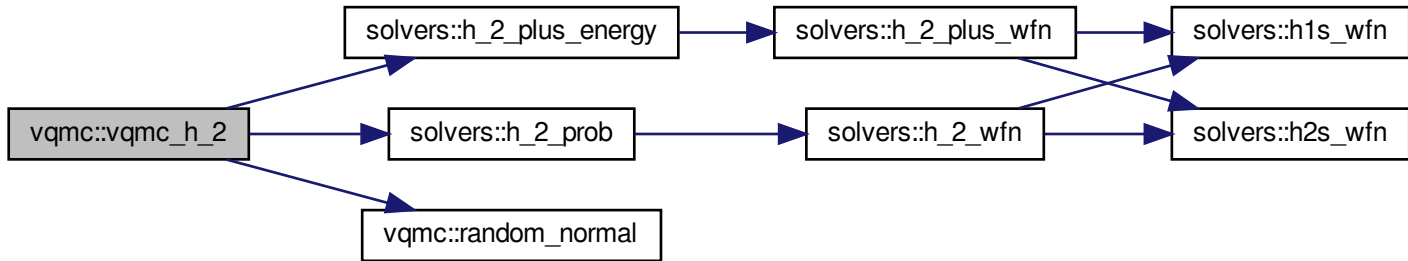 solvers::h_2_plus_energy
solvers::h_2_plus_wfn
solvers::h1s_wfn
vqmc::vqmc_h_2
solvers::h_2_prob
solvers::h_2_wfn
solvers::h2s_wfn
vqmc::random_normal